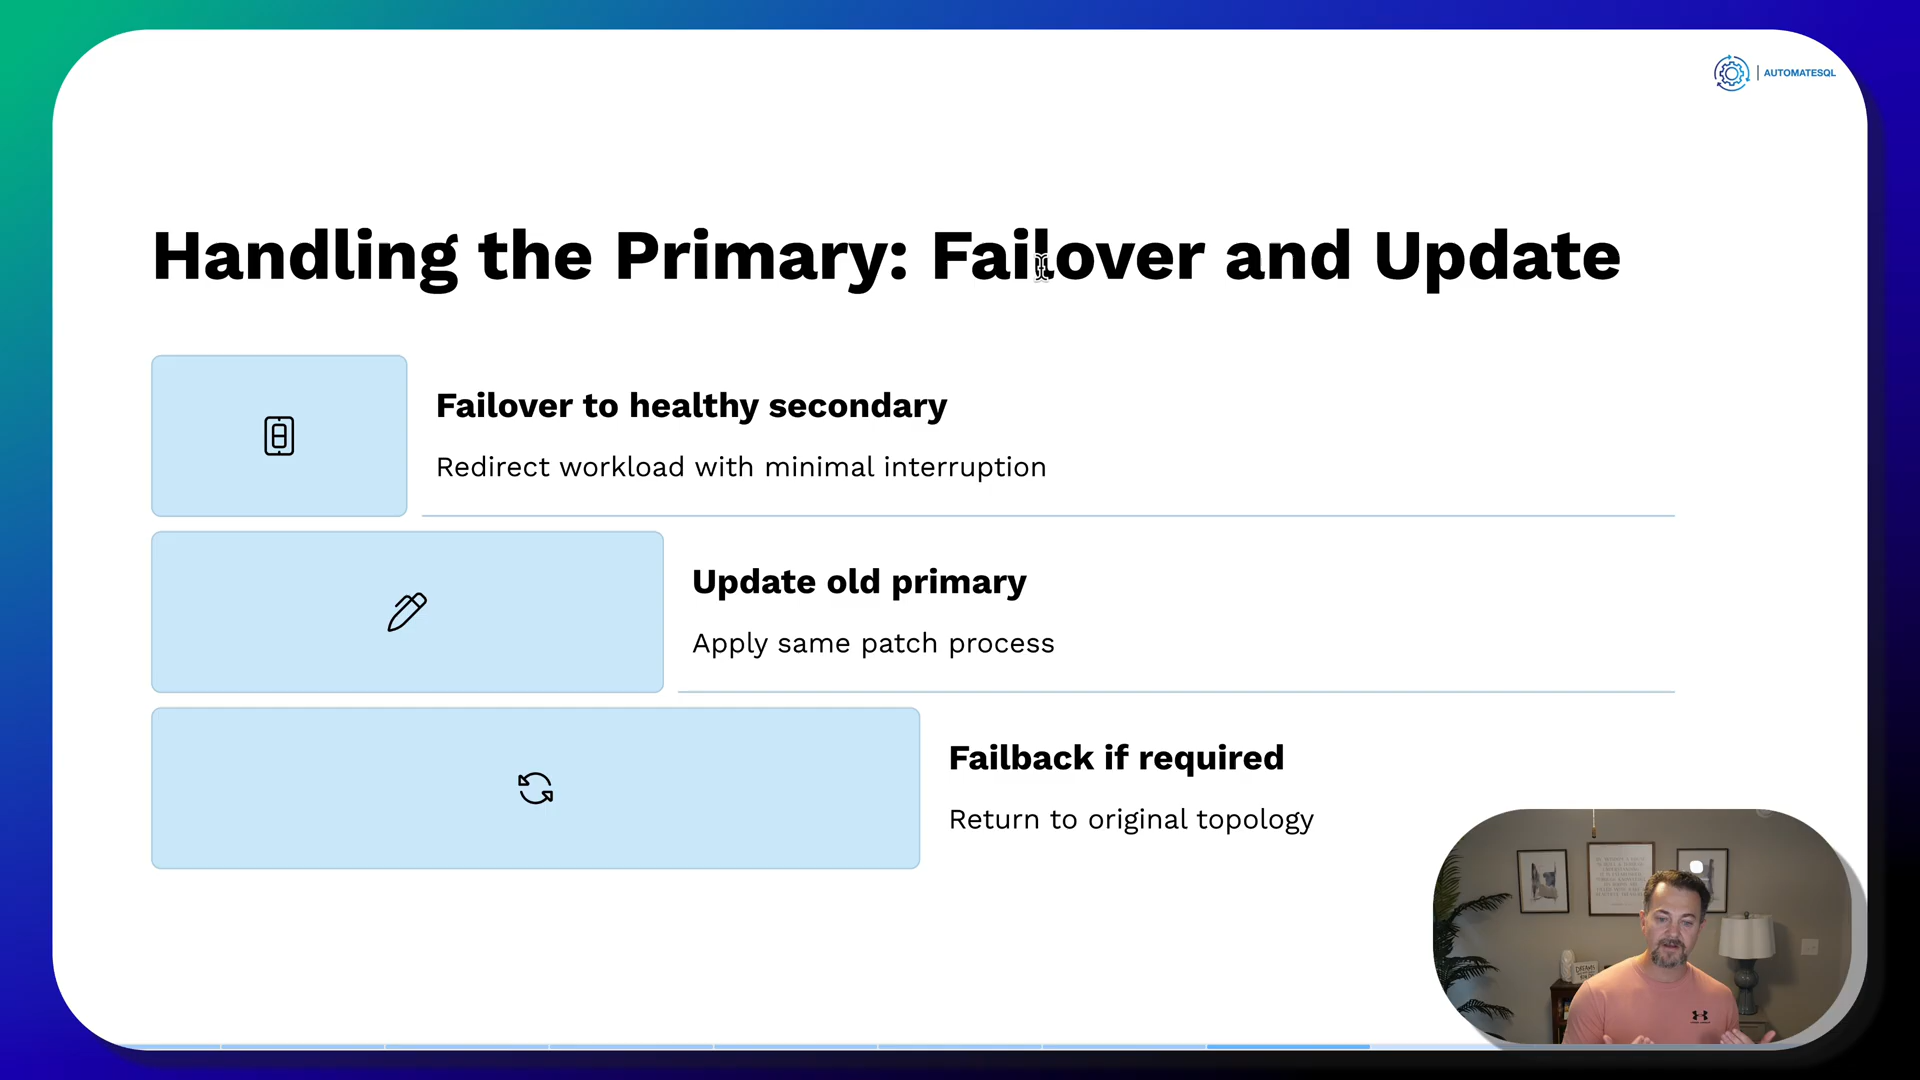 AUTOMATESQL
Handling the Primary: Failover and Update
Failover to healthy secondary
Redirect workload with minimal interruption
Update old primary
Apply same patch process
Failback if required
Return to original topology